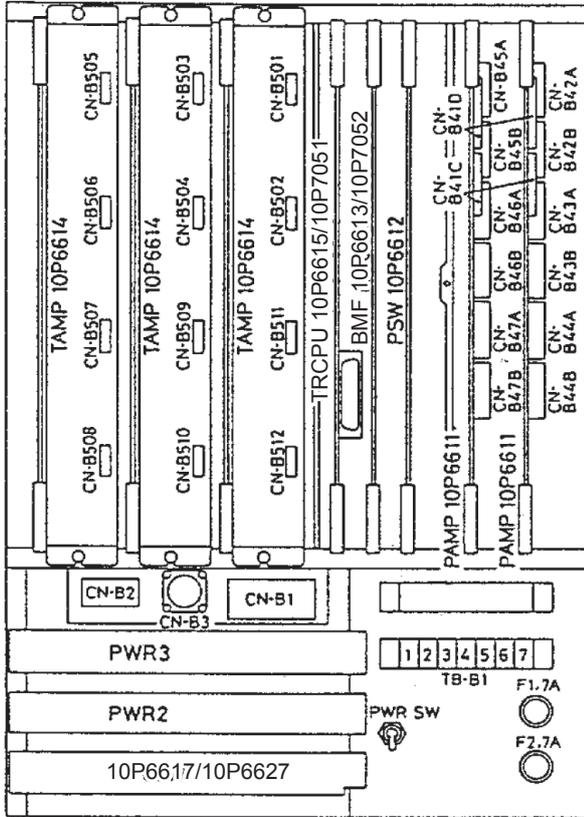 CN-B505
CN-B506
CN-B507
CN-B508
TAMP 10P6614
CN-B503
CN-B504
CN-B509
CN-B510
TAMP 10P6614
CN-B501
CN-B502
CN-B511
CN-B512
TAMP 10P6614
TRCPU 10P6615/10P7051
BMF 10P6613/10P7052
PSW 10P6612
CN-
B41D
CN-
B41C
CN-B45A
CN-
B45B
CN-
B46A
CN-
B46B
CN-
B47A
CN-
B47B
PAMP 10P6611
CN-
B42A
CN-
B42B
CN-
B43A
CN-
B43B
CN-
B44A
CN-
B44B
PAMP 10P6611
CN-B2
CN-B3
CN-B1
PWR3
1 2 3 4 5 6 7
TB-B1
F1.7A
PWR2
PWR SW
F2.7A
10P6617/10P6627